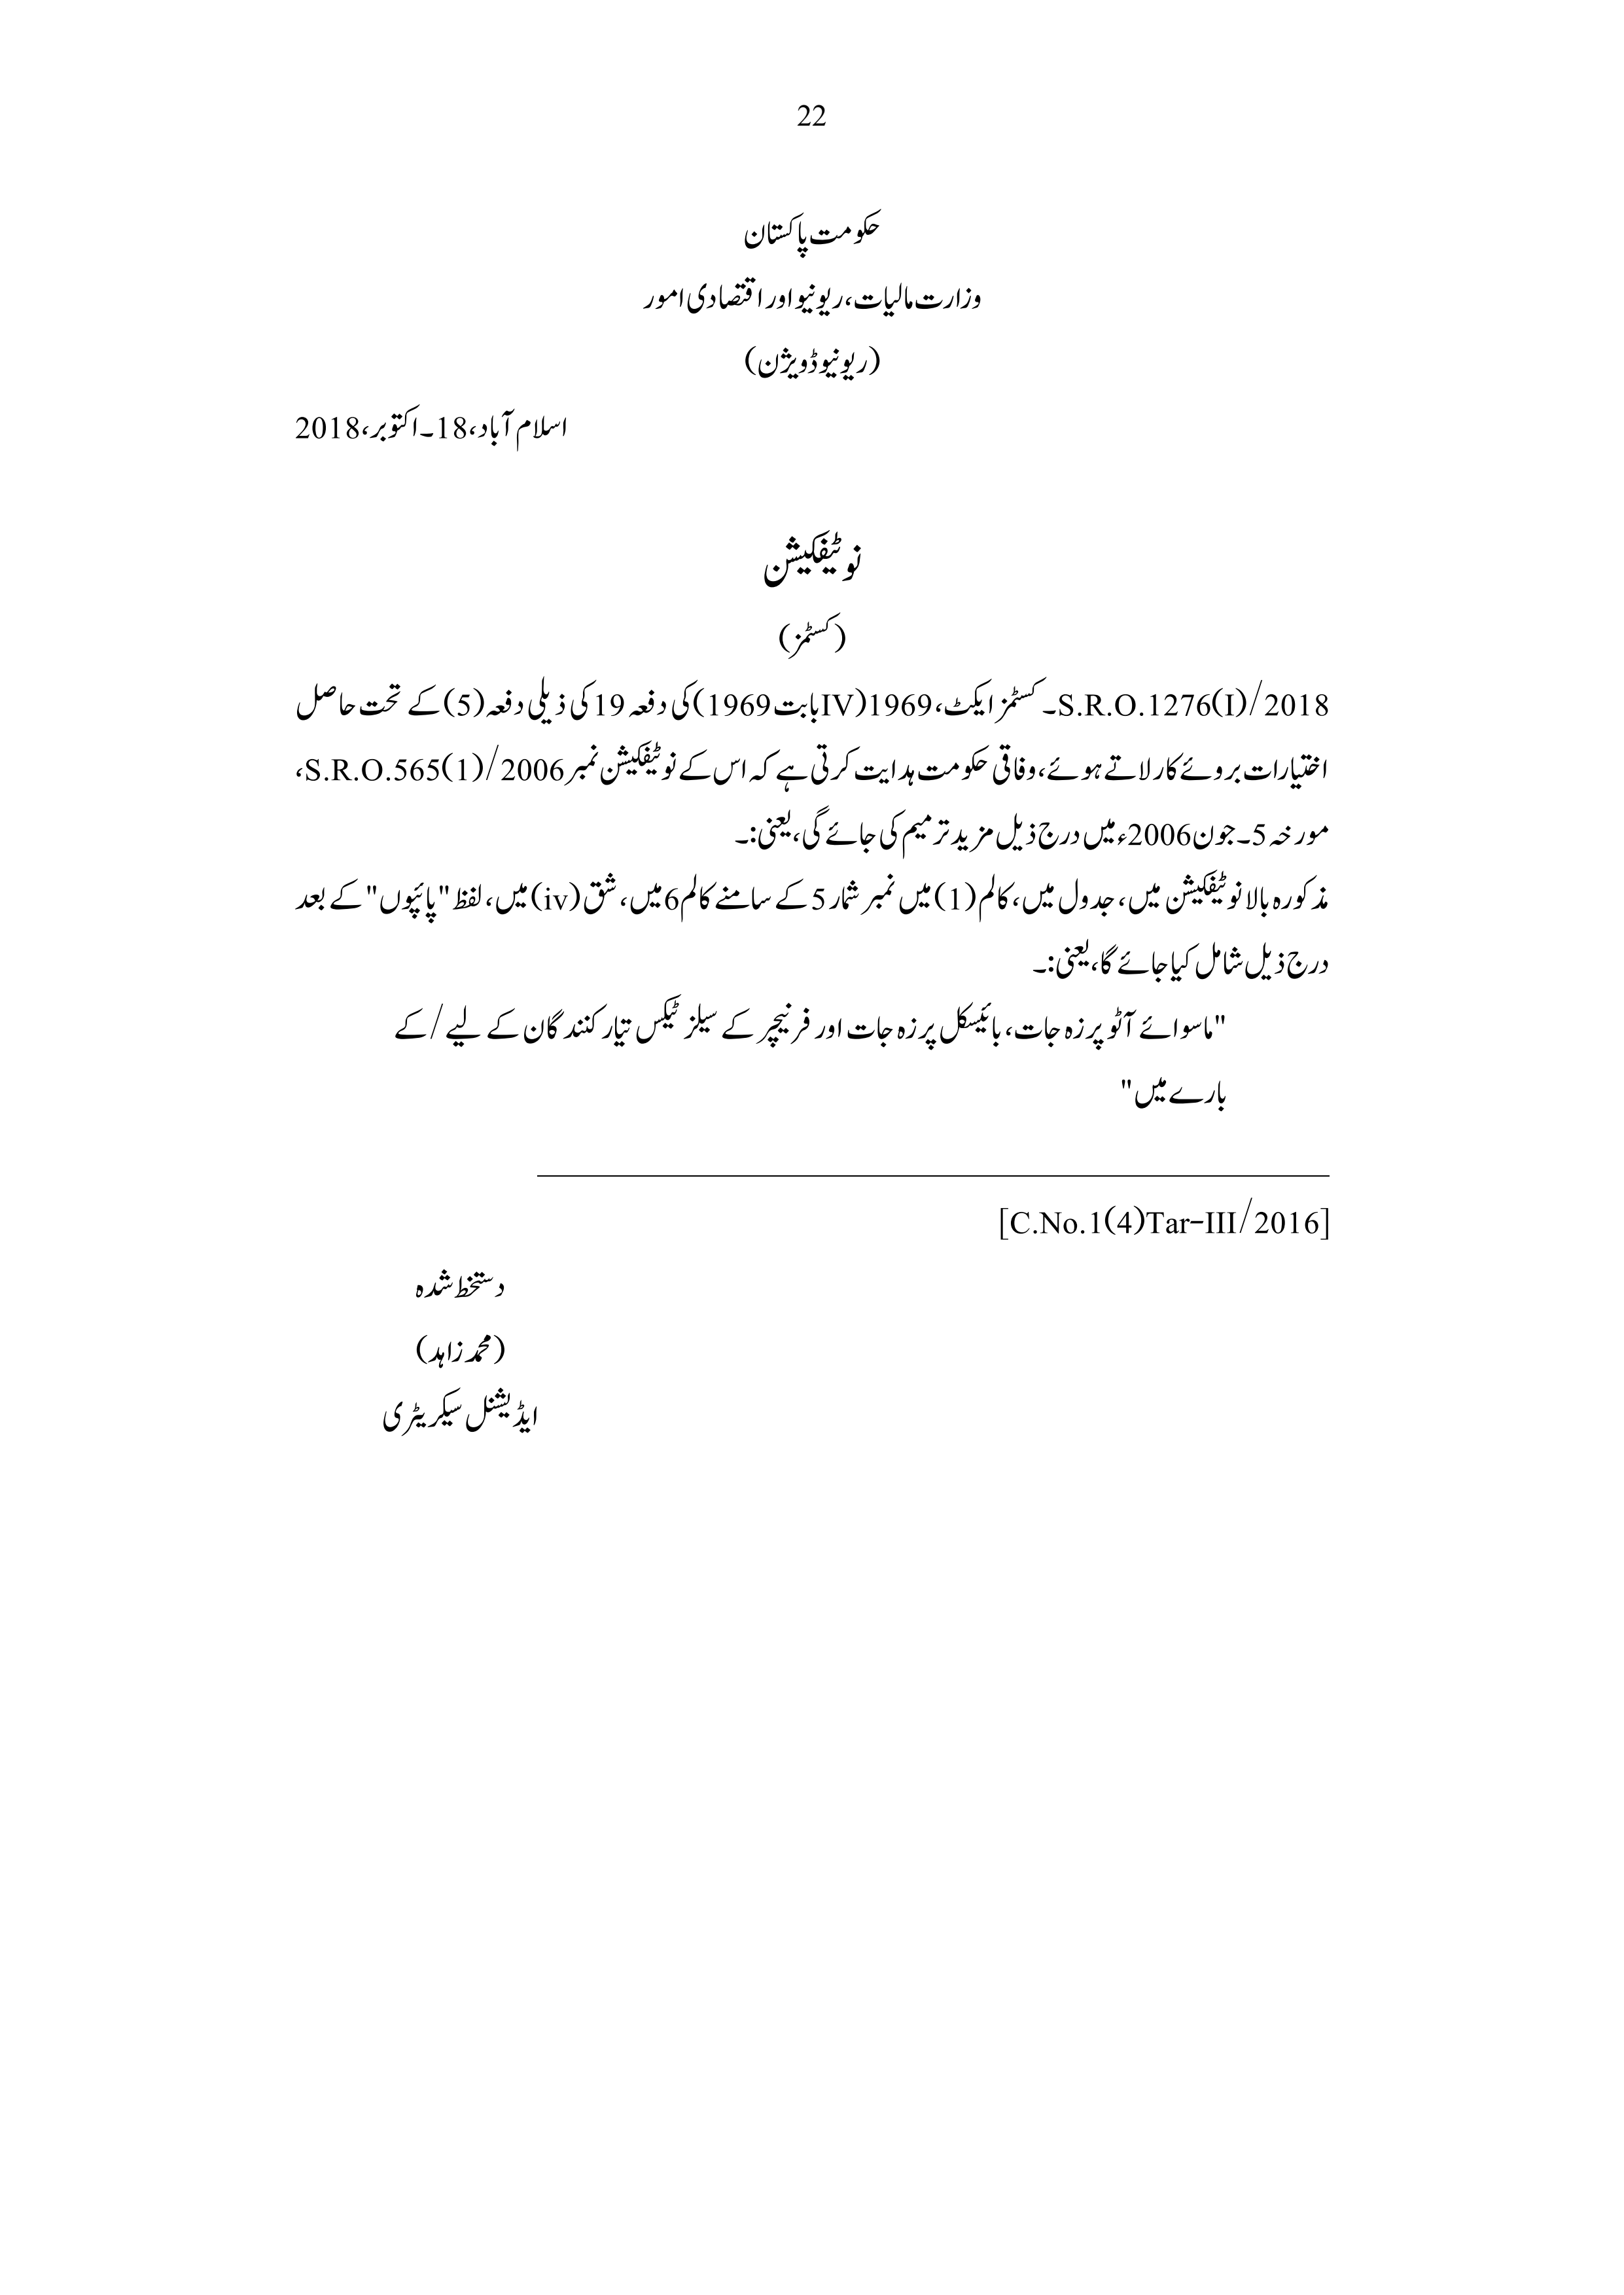 22
حکومت پاکستان
وزارت مالیات، ریونیو اور اقتصادی امور
(ریونیو ڈویژن)
اسلام آباد، 18۔اکتوبر، 2018
نوٹیفکیشن
(کسٹمز)
S.R.O.1276(I)/2018۔ کسٹمز ایکٹ، 1969(IV بابت 1969) کی دفعہ 19 کی ذیلی دفعہ (5) کے تحت حاصل
اختیارات بروئے کار لاتے ہوئے، وفاقی حکومت ہدایت کرتی ہے کہ اس کے نوٹیفکیشن نمبر S.R.O.565(1)/2006،
مورخہ 5۔جون 2006ء میں درج ذیل مزید ترمیم کی جائے گی، یعنی:۔
مذکورہ بالا نوٹیفکیشن میں، جدول میں، کالم (1) میں نمبر شمار 5 کے سامنے کالم 6 میں، شق (iv) میں، لفظ "پائپوں" کے بعد
درج ذیل شامل کیا جائے گا، یعنی:۔
"ماسوائے آٹو پرزہ جات، بائیسکل پرزہ جات اور فرنیچر کے سیلز ٹیکس تیار کنندگان کے لیے/کے
بارے میں"
[C.No.1(4)Tar-III/2016]
دستخط شدہ
(محمد زاہد)
ایڈیشنل سیکریٹری